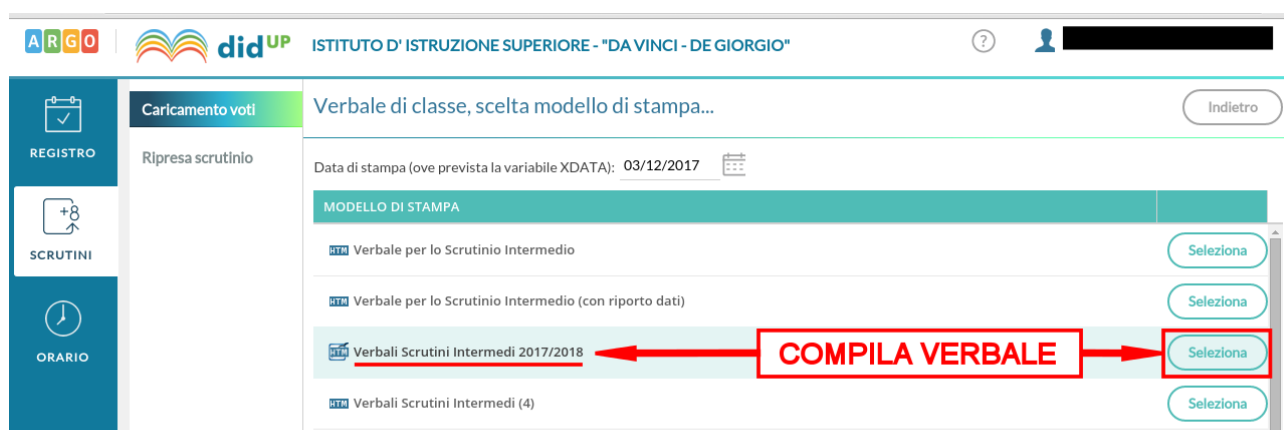 ARGO
didUP ISTITUTO D' ISTRUZIONE SUPERIORE - "DA VINCI - DE GIORGIO" ?
Caricamento voti Verbale di classe, scelta modello di stampa... Indietro
REGISTRO Ripresa scrutinio Data di stampa (ove prevista la variabile XDATA): 03/12/2017
MODELLO DI STAMPA
+8
SCRUTINI
HTM Verbale per lo Scrutinio Intermedio Seleziona
HTM Verbale per lo Scrutinio Intermedio (con riporto dati) Seleziona
ORARIO HTM Verbali Scrutini Intermedi 2017/2018 COMPILA VERBALE Seleziona
HTM Verbali Scrutini Intermedi (4) Seleziona